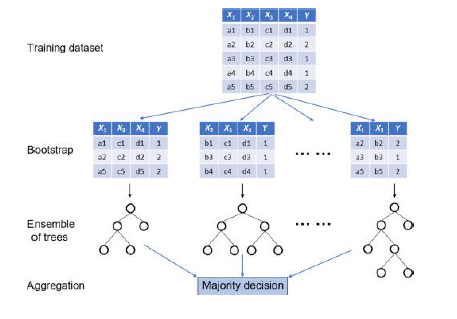 X₁ X₂ X₃ X₄ Y
Training dataset
a1 b1 c1 d1 1
a2 b2 c2 d2 2
a3 b3 c3 d3 1
a4 b4 c4 d4 1
a5 b5 c5 d5 2
X₁ X₃ X₄ Y X₂ X₃ X₄ Y X₁ X₂ Y
a1 c1 d1 1 b1 c1 d1 1 a2 b2 2
Bootstrap a2 c2 d2 2 b3 c3 d3 1 ... ... a3 b3 1
a5 c5 d5 2 b4 c4 d4 1 a5 b5 2
Ensemble
of trees ... ...
Aggregation Majority decision